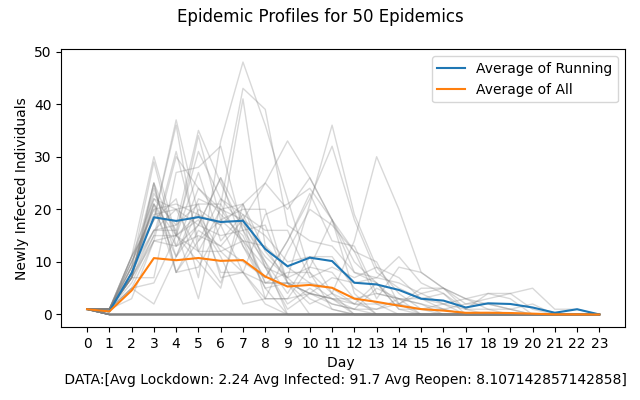 Epidemic Profiles for 50 Epidemics
50
40
30
20
10
0
Newly Infected Individuals
Average of Running
Average of All
0 1 2 3 4 5 6 7 8 9 10 11 12 13 14 15 16 17 18 19 20 21 22 23
Day
DATA:[Avg Lockdown: 2.24 Avg Infected: 91.7 Avg Reopen: 8.107142857142858]